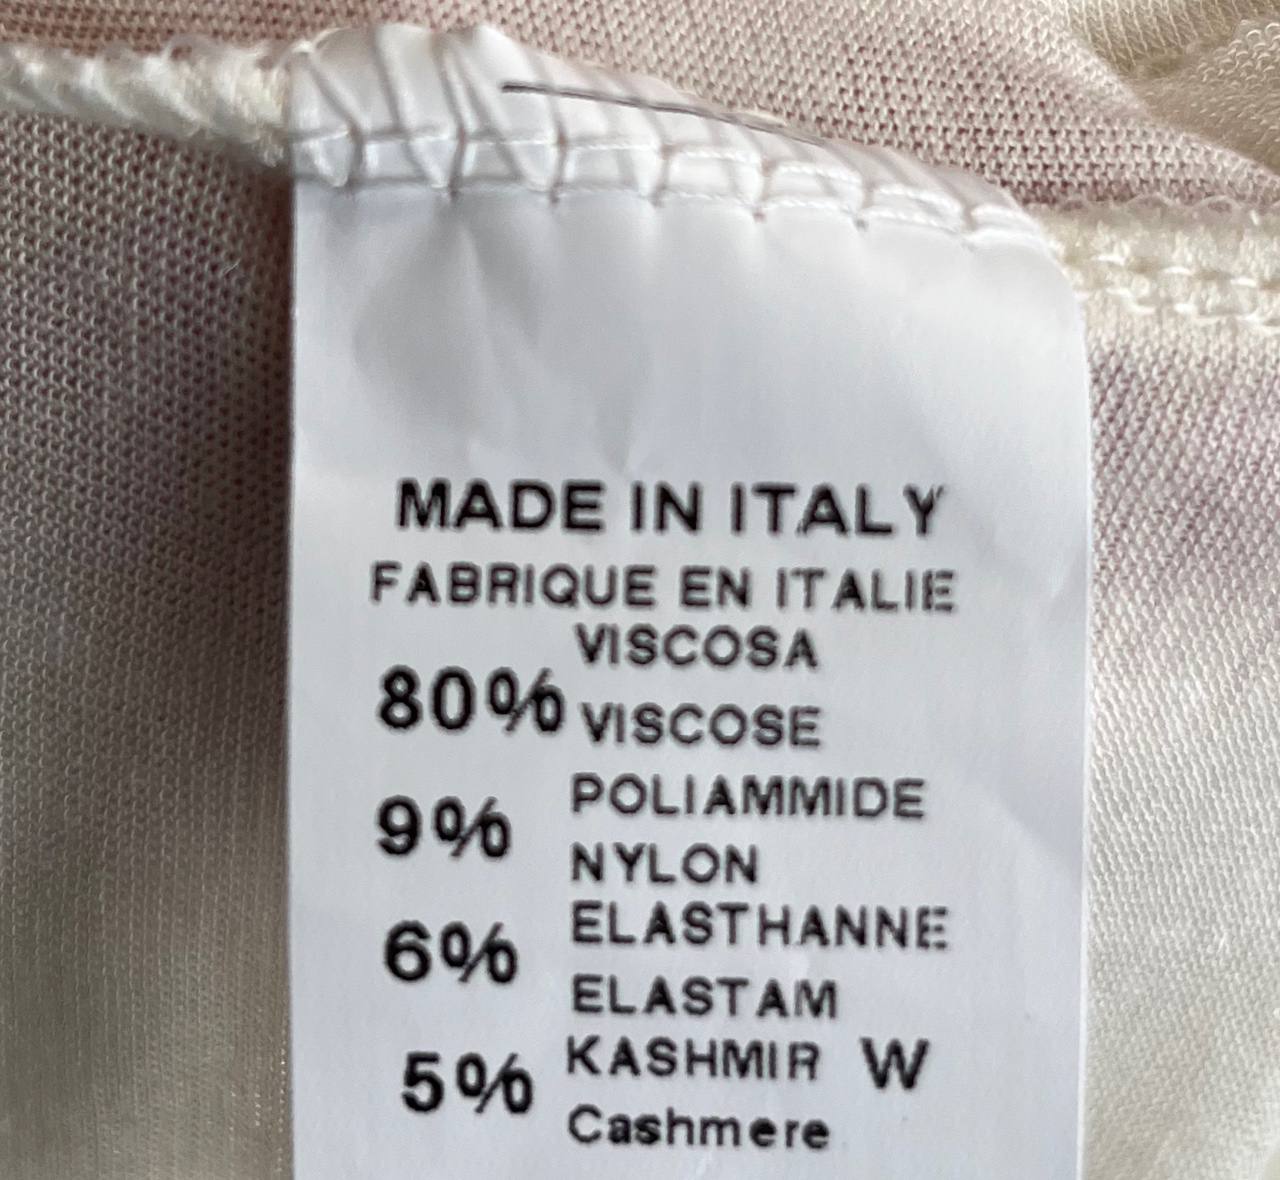 MADE IN ITALY
FABRIQUE EN ITALIE
80% VISCOSA
VISCOSE
9% POLIAMMIDE
NYLON
6% ELASTHANNE
ELASTAM
5% KASHMIR W
Cashmere